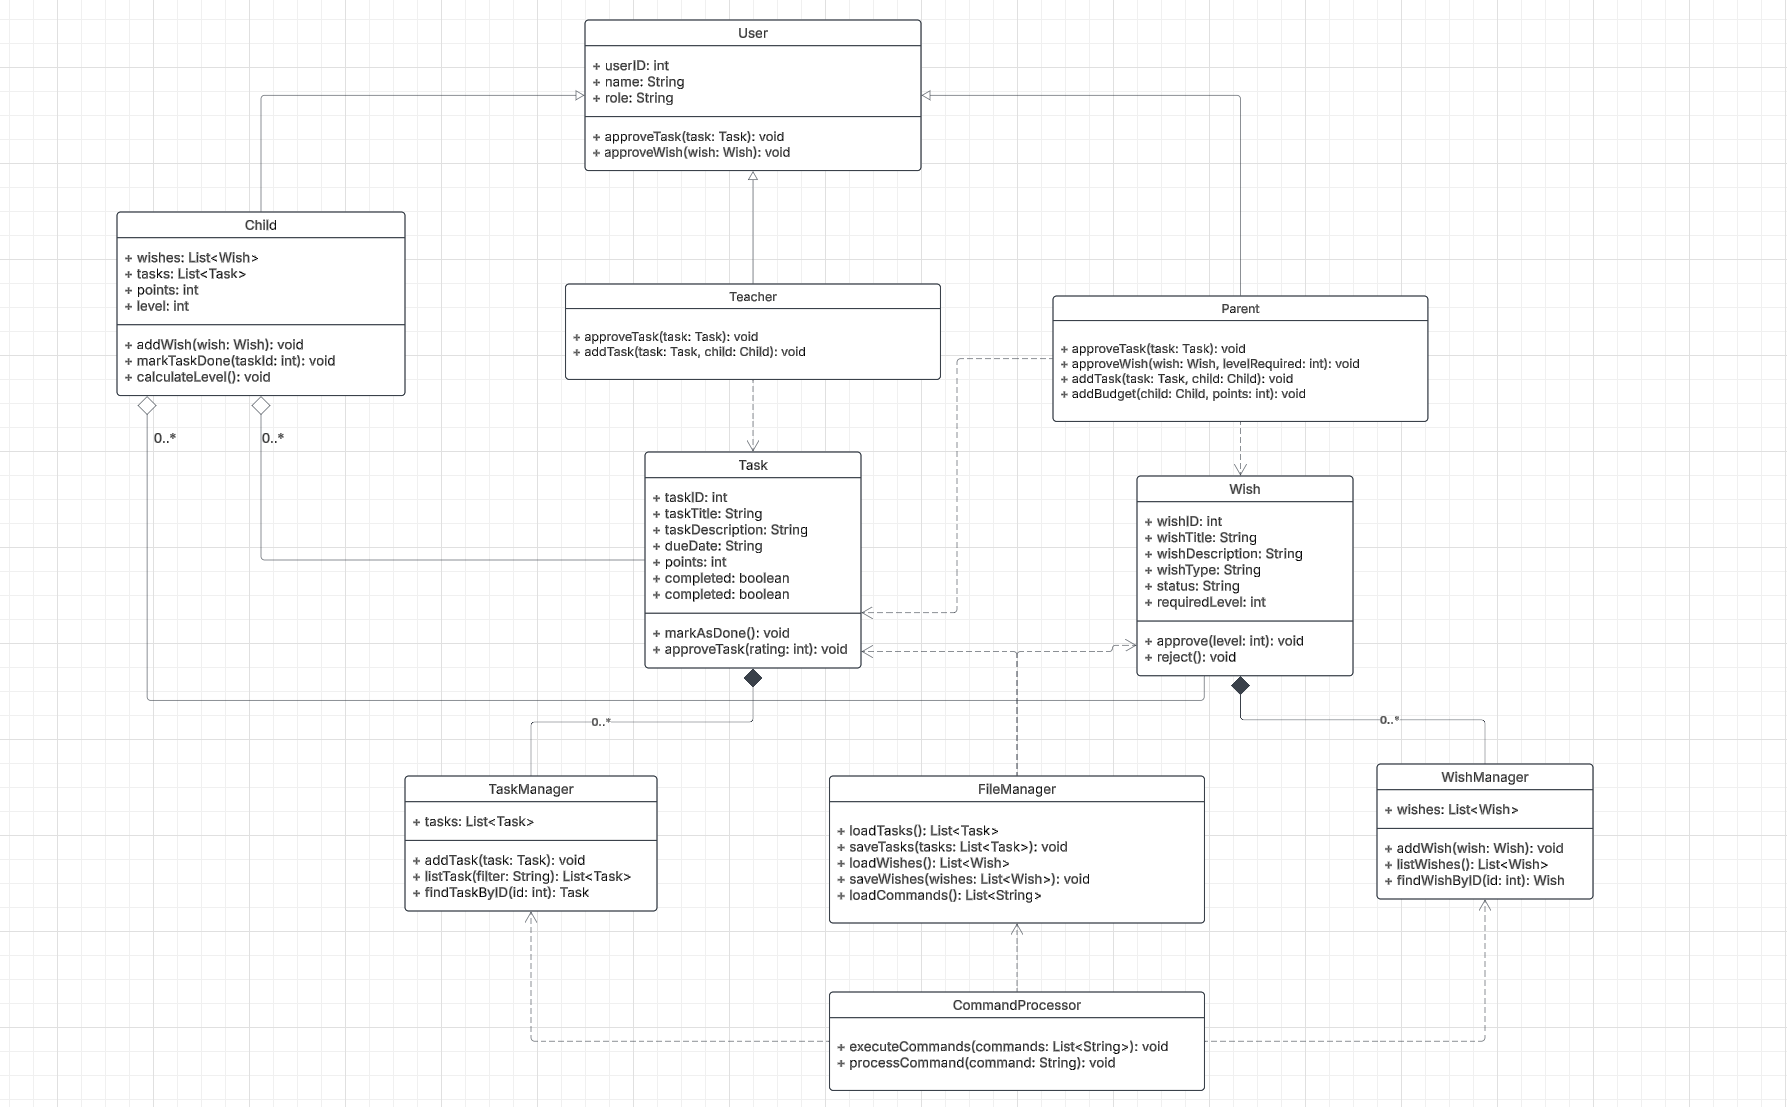 User
+ userID: int
+ name: String
+ role: String
+ approveTask(task: Task): void
+ approveWish(wish: Wish): void
Child
+ wishes: List<Wish>
+ tasks: List<Task>
+ points: int
+ level: int
+ addWish(wish: Wish): void
+ markTaskDone(taskId: int): void
+ calculateLevel(): void
0..*
0..*
Teacher
+ approveTask(task: Task): void
+ addTask(task: Task, child: Child): void
Parent
+ approveTask(task: Task): void
+ approveWish(wish: Wish, levelRequired: int): void
+ addTask(task: Task, child: Child): void
+ addBudget(child: Child, points: int): void
Task
+ taskID: int
+ taskTitle: String
+ taskDescription: String
+ dueDate: String
+ points: int
+ completed: boolean
+ completed: boolean
+ markAsDone(): void
+ approveTask(rating: int): void
Wish
+ wishID: int
+ wishTitle: String
+ wishDescription: String
+ wishType: String
+ status: String
+ requiredLevel: int
+ approve(level: int): void
+ reject(): void
0..*
0..*
TaskManager
+ tasks: List<Task>
+ addTask(task: Task): void
+ listTask(filter: String): List<Task>
+ findTaskByID(id: int): Task
FileManager
+ loadTasks(): List<Task>
+ saveTasks(tasks: List<Task>): void
+ loadWishes(): List<Wish>
+ saveWishes(wishes: List<Wish>): void
+ loadCommands(): List<String>
WishManager
+ wishes: List<Wish>
+ addWish(wish: Wish): void
+ listWishes(): List<Wish>
+ findWishByID(id: int): Wish
CommandProcessor
+ executeCommands(commands: List<String>): void
+ processCommand(command: String): void